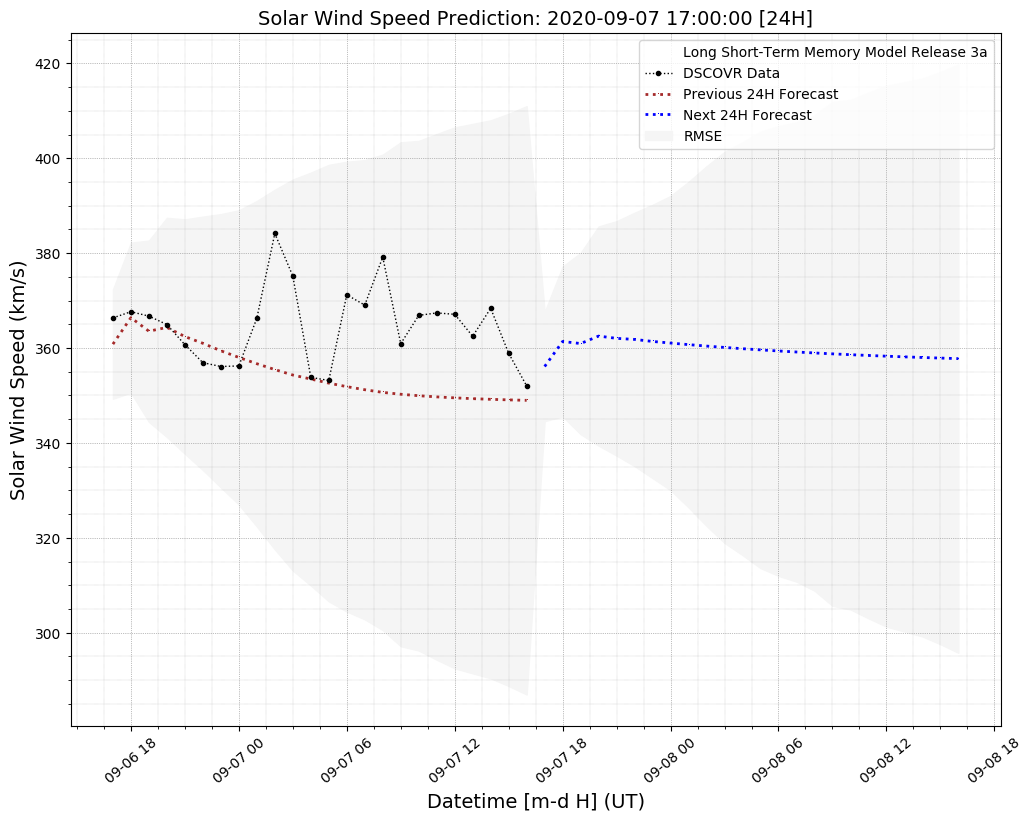 Solar Wind Speed Prediction: 2020-09-07 17:00:00 [24H]
Long Short-Term Memory Model Release 3a
DSCOVR Data
Previous 24H Forecast
Next 24H Forecast
RMSE
Solar Wind Speed (km/s)
420
400
380
360
340
320
300
09-06 18
09-07 00
09-07 06
09-07 12
09-07 18
09-08 00
09-08 06
09-08 12
09-08 18
Datetime [m-d H] (UT)